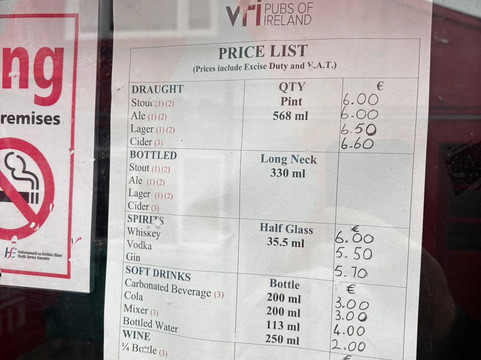 vri PUBS OF IRELAND
ng
remises
PRICE LIST
(Prices include Excise Duty and V.A.T.)
DRAUGHT QTY €
Stout (1) (2) Pint 6.00
Ale (1) (2) 568 ml 6.00
Lager (1) (2) 6.50
Cider (3) 6.60
BOTTLED Long Neck
Stout (1) (2) 330 ml
Ale (1) (2)
Lager (1) (2)
Cider (3)
SPIRITS Half Glass €
Whiskey 35.5 ml 6.00
Vodka 5.50
Gin 5.70
SOFT DRINKS Bottle €
Carbonated Beverage (3) 200 ml 3.00
Cola 200 ml 3.00
Mixer (3) 113 ml 4.00
Bottled Water 250 ml 2.00
WINE
¼ Bottle (3)